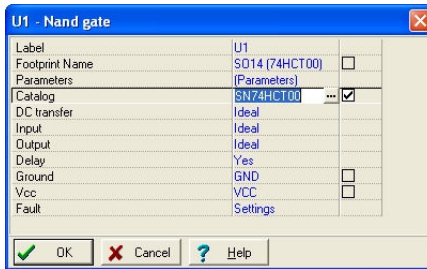 U1 - Nand gate
Label U1
Footprint Name SO14 (74HCT00)
Parameters (Parameters)
Catalog SN74HCT00 ...
DC transfer Ideal
Input Ideal
Output Ideal
Delay Yes
Ground GND
Vcc VCC
Fault Settings
OK Cancel ? Help